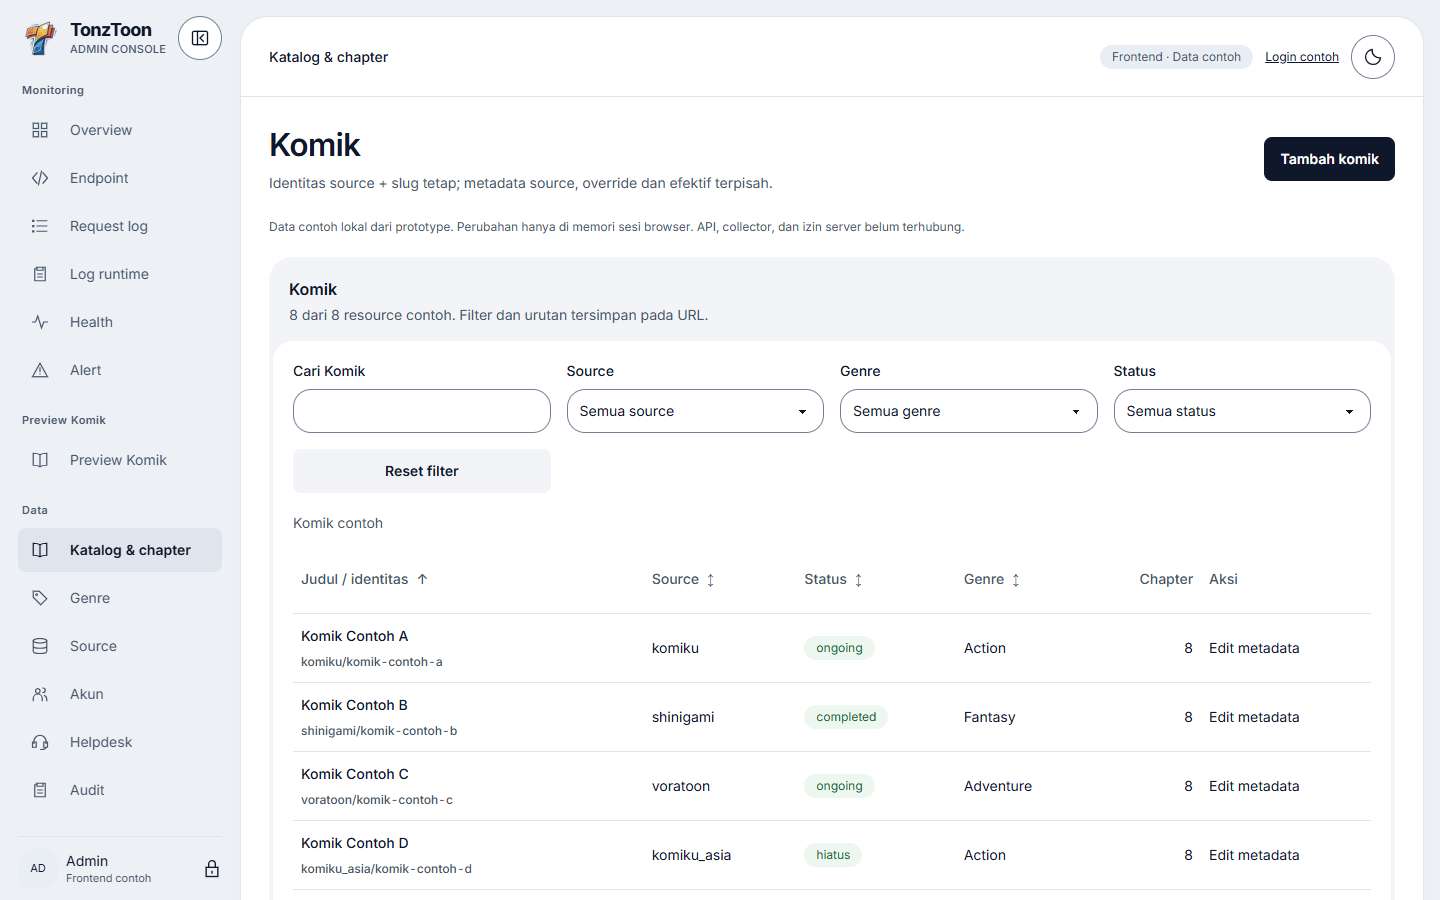 TonzToon
ADMIN CONSOLE
Monitoring
Overview
Endpoint
Request log
Log runtime
Health
Alert
Preview Komik
Preview Komik
Data
Katalog & chapter
Genre
Source
Akun
Helpdesk
Audit
AD
Admin
Frontend contoh
Katalog & chapter
Frontend · Data contoh
Login contoh
Komik
Identitas source + slug tetap; metadata source, override dan efektif terpisah.
Tambah komik
Data contoh lokal dari prototype. Perubahan hanya di memori sesi browser. API, collector, dan izin server belum terhubung.
Komik
8 dari 8 resource contoh. Filter dan urutan tersimpan pada URL.
Cari Komik
Source
Genre
Status
Semua source
Semua genre
Semua status
Reset filter
Komik contoh
Judul / identitas ↑ Source ↕ Status ↕ Genre ↕ Chapter Aksi
Komik Contoh A
komiku/komik-contoh-a
komiku
ongoing
Action
8
Edit metadata
Komik Contoh B
shinigami/komik-contoh-b
shinigami
completed
Fantasy
8
Edit metadata
Komik Contoh C
voratoon/komik-contoh-c
voratoon
ongoing
Adventure
8
Edit metadata
Komik Contoh D
komiku_asia/komik-contoh-d
komiku_asia
hiatus
Action
8
Edit metadata